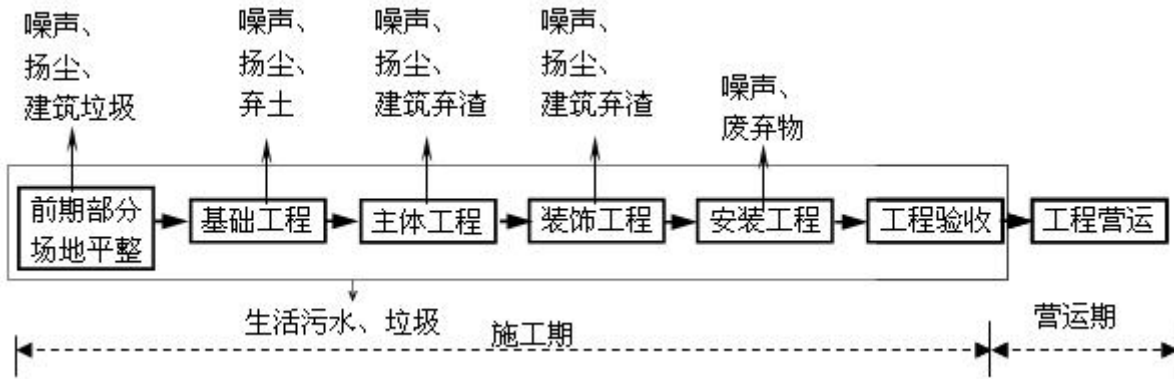 噪声、
扬尘、
建筑垃圾
噪声、
扬尘、
弃土
噪声、
扬尘、
建筑弃渣
噪声、
扬尘、
建筑弃渣
噪声、
废弃物
前期部分
场地平整
基础工程
主体工程
装饰工程
安装工程
工程验收
工程营运
生活污水、垃圾
施工期
营运期